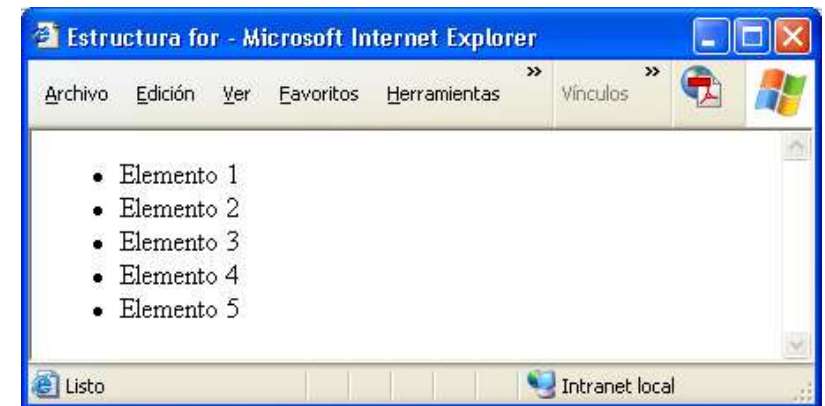 Estructura for - Microsoft Internet Explorer
Archivo Edición Ver Favoritos Herramientas » Vínculos »
• Elemento 1
• Elemento 2
• Elemento 3
• Elemento 4
• Elemento 5
Listo Intranet local